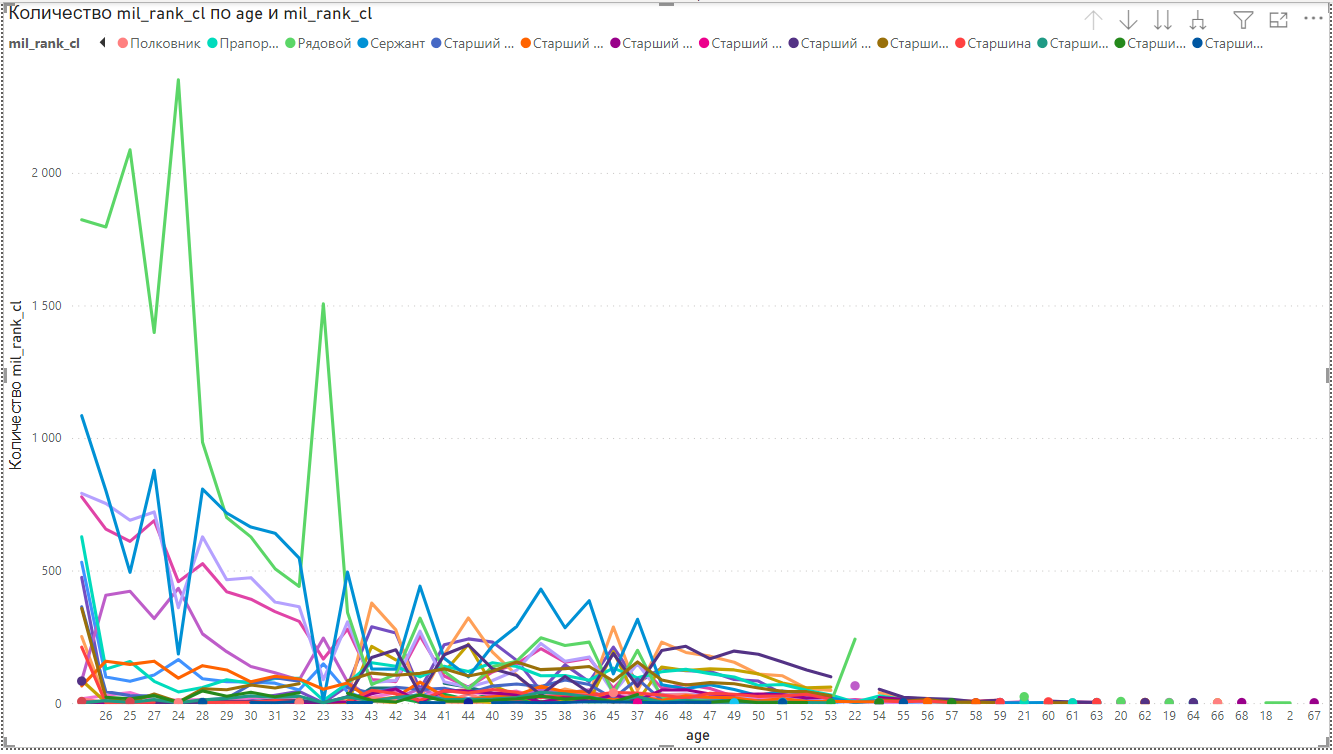 Количество mil_rank_cl по age и mil_rank_cl
mil_rank_cl Полковник Прапор... Рядовой Сержант Старший ... Старший ... Старший ... Старший ... Старший ... Старши... Старшина Старши... Старши... Старши...
Количество mil_rank_cl
2 000
1 500
1 000
500
0
26 25 27 24 28 29 30 31 32 23 33 43 42 34 41 44 40 39 35 38 36 45 37 46 48 47 49 50 51 52 53 22 54 55 56 57 58 59 21 60 61 63 20 62 19 64 66 68 18 2 67
age